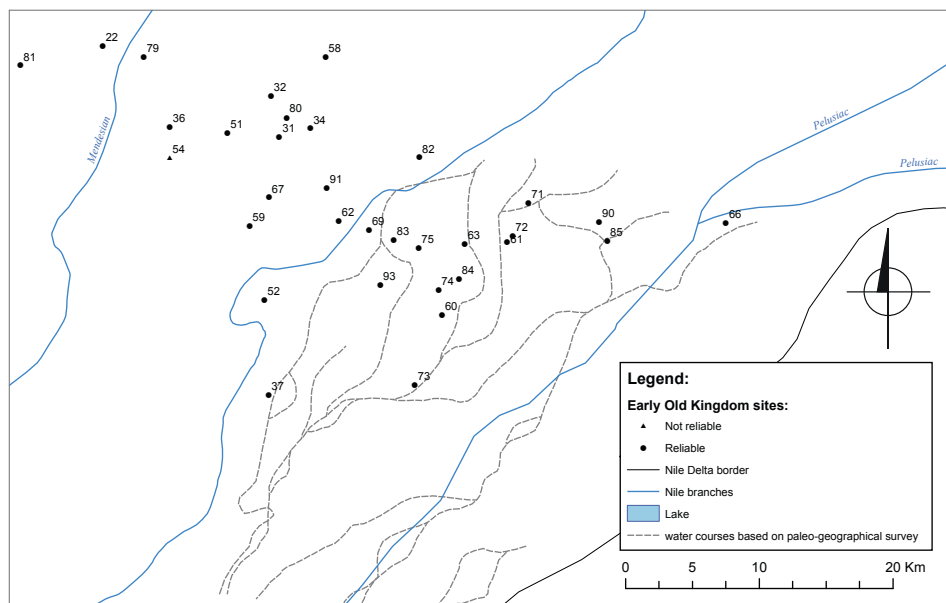 22
58
81
79
32
80
36
51
31
34
Pelusiac
Mendesian
54
82
Pelusiac
91
67
71
62
90
66
59
69
83
72
63
61
85
75
84
93
74
52
60
73
37
Legend:
Early Old Kingdom sites:
Not reliable
Reliable
Nile Delta border
Nile branches
Lake
water courses based on paleo-geographical survey
0 5 10 20 Km